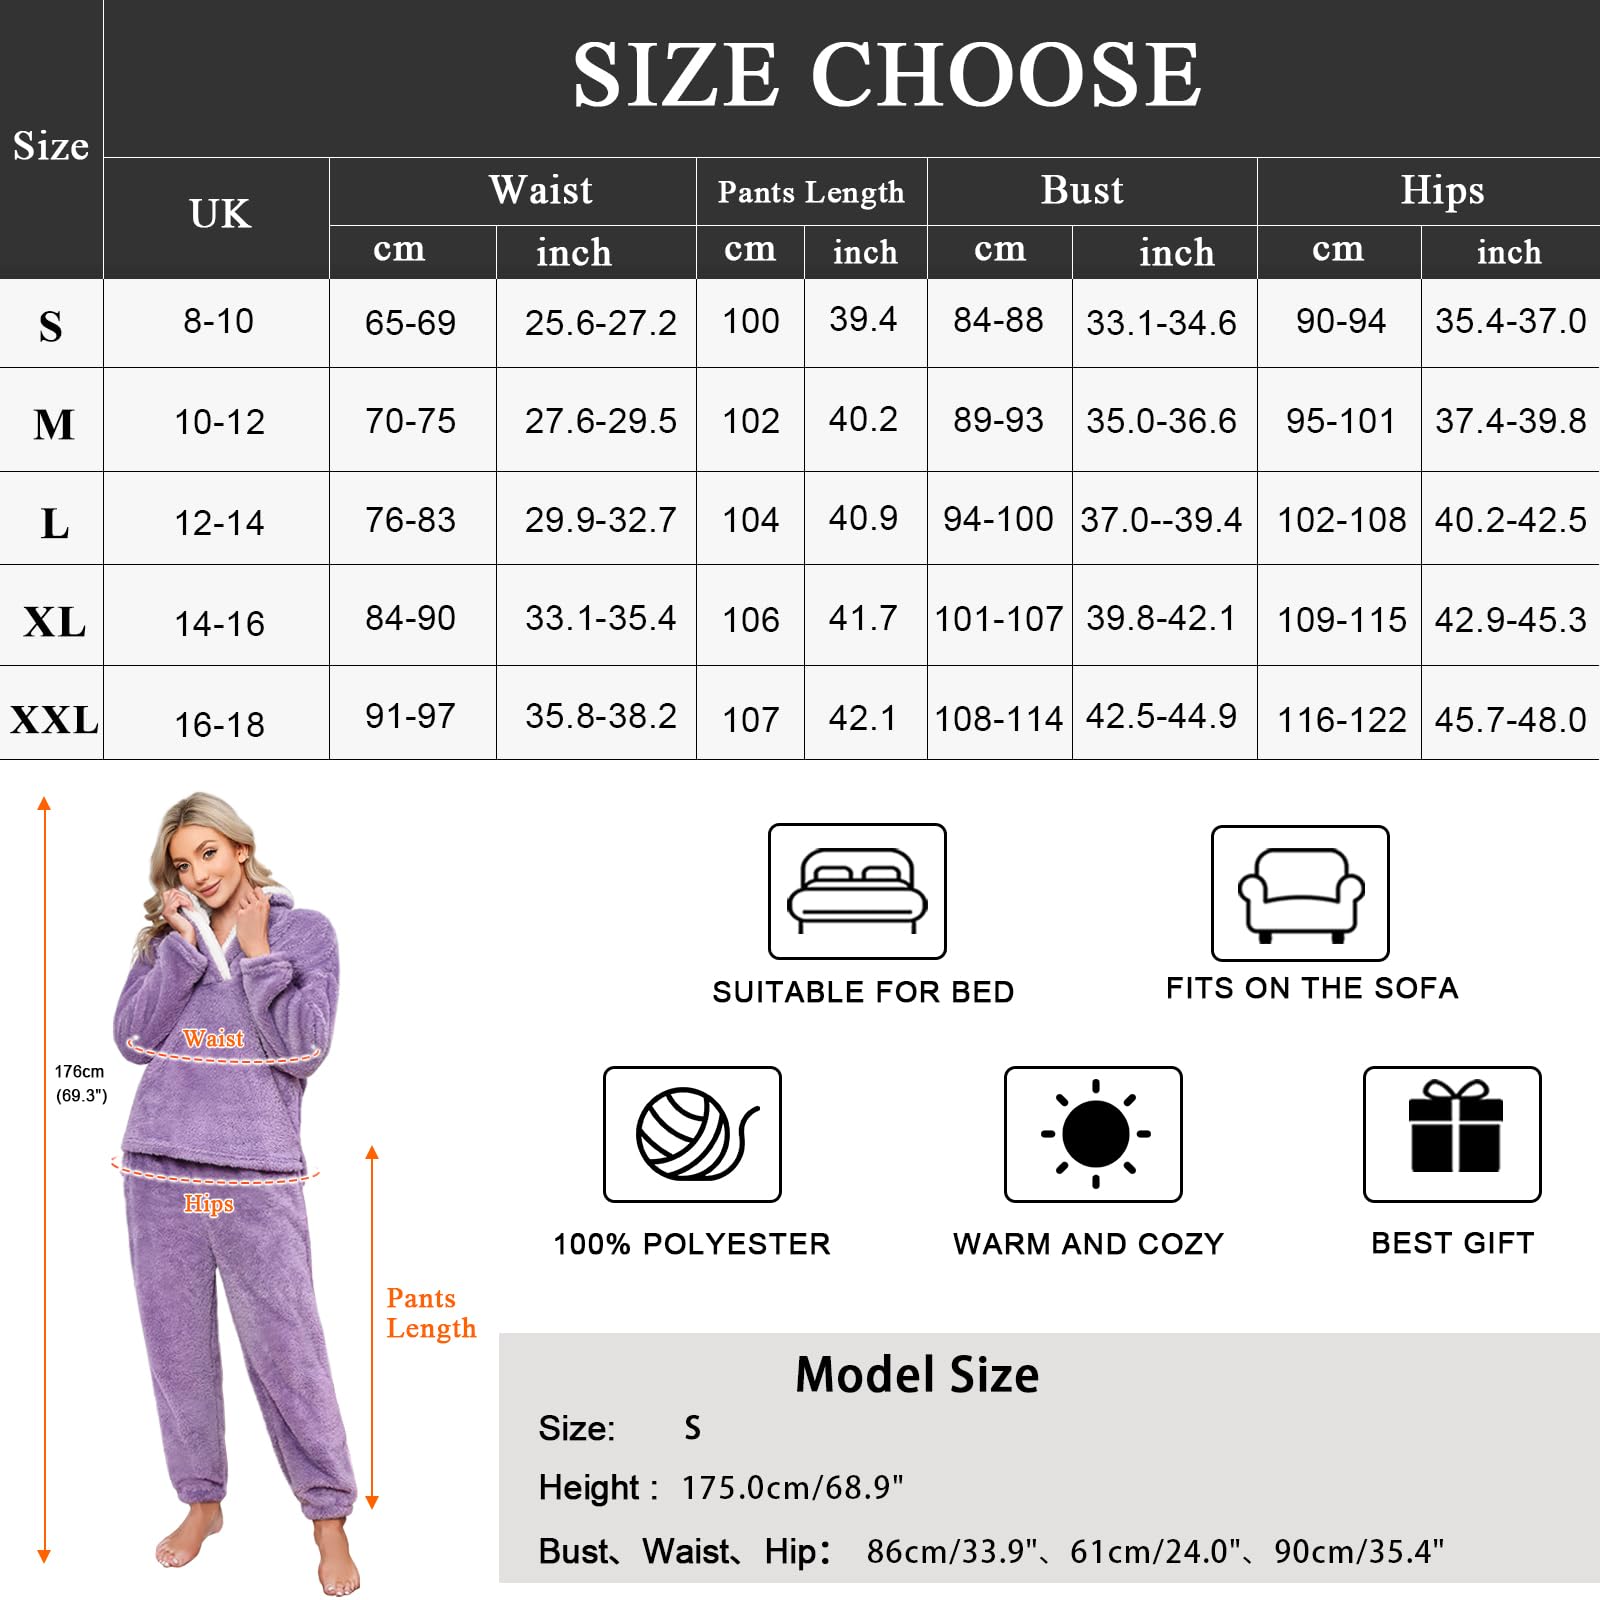 SIZE CHOOSE
Size
UK Waist Pants Length Bust Hips
cm inch cm inch cm inch cm inch
S 8-10 65-69 25.6-27.2 100 39.4 84-88 33.1-34.6 90-94 35.4-37.0
M 10-12 70-75 27.6-29.5 102 40.2 89-93 35.0-36.6 95-101 37.4-39.8
L 12-14 76-83 29.9-32.7 104 40.9 94-100 37.0--39.4 102-108 40.2-42.5
XL 14-16 84-90 33.1-35.4 106 41.7 101-107 39.8-42.1 109-115 42.9-45.3
XXL 16-18 91-97 35.8-38.2 107 42.1 108-114 42.5-44.9 116-122 45.7-48.0
Waist
176cm
(69.3")
Hips
Pants
Length
SUITABLE FOR BED
FITS ON THE SOFA
100% POLYESTER
WARM AND COZY
BEST GIFT
Model Size
Size: S
Height : 175.0cm/68.9"
Bust、Waist、Hip： 86cm/33.9"、61cm/24.0"、90cm/35.4"